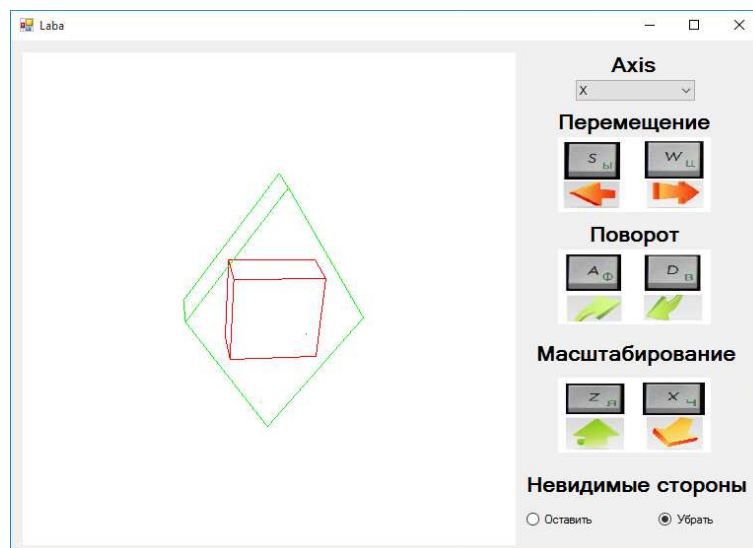 Laba
Axis
X
Перемещение
S Ы W Ц
Поворот
A Ф D В
Масштабирование
Z Я X Ч
Невидимые стороны
Оставить Убрать